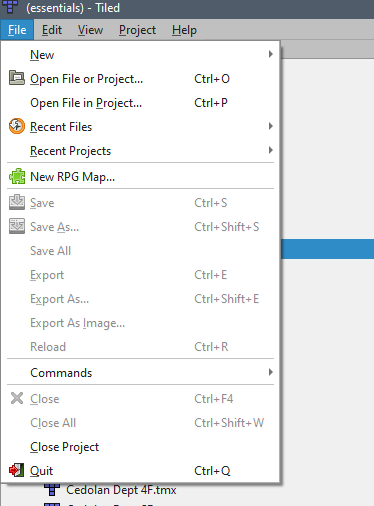 (essentials) - Tiled
File Edit View Project Help
New
Open File or Project... Ctrl+O
Open File in Project... Ctrl+P
Recent Files
Recent Projects
New RPG Map...
Save Ctrl+S
Save As... Ctrl+Shift+S
Save All
Export Ctrl+E
Export As... Ctrl+Shift+E
Export As Image...
Reload Ctrl+R
Commands
Close Ctrl+F4
Close All Ctrl+Shift+W
Close Project
Quit Ctrl+Q
Cedolan Dept 4F.tmx